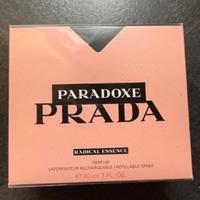 PARADOXE
PRADA
RADICAL ESSENCE
PARFUM
VAPORISATEUR RECHARGEABLE / REFILLABLE SPRAY
e 90 ml 3 FL. OZ.